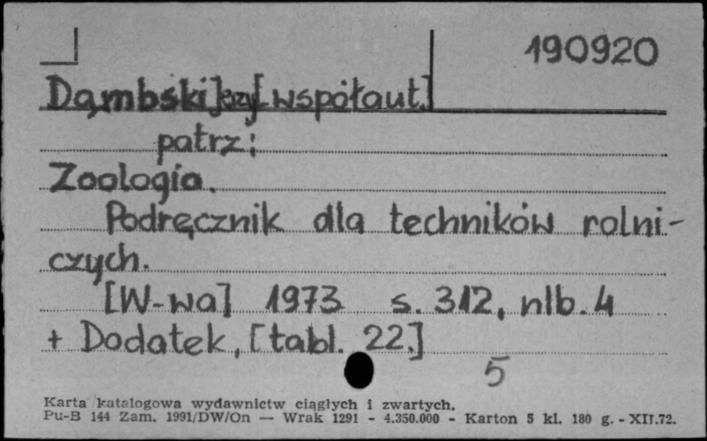 190920
Dąmbski Jerzy [współaut.]
patrz:
Zoologia.
Podręcznik dla techników rolni-
czych.
[W-wa] 1973 s. 312, nlb. 4
+ Dodatek, [tabl. 22.]
5
Karta katalogowa wydawnictw ciągłych i zwartych.
Pu-B 144 Zam. 1991/DW/On — Wrak 1291 - 4.350.000 - Karton 5 kl. 180 g. - XII.72.